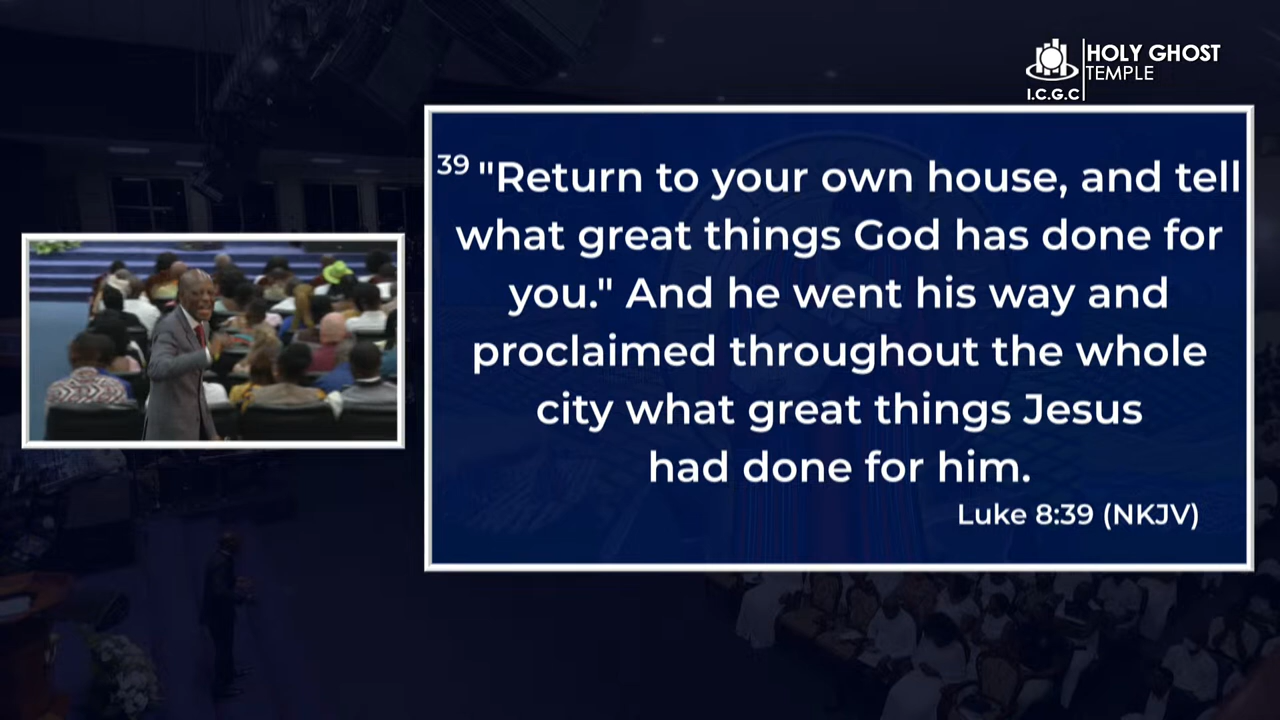 HOLY GHOST
TEMPLE
I.C.G.C
39 "Return to your own house, and tell
what great things God has done for
you." And he went his way and
proclaimed throughout the whole
city what great things Jesus
had done for him.
Luke 8:39 (NKJV)